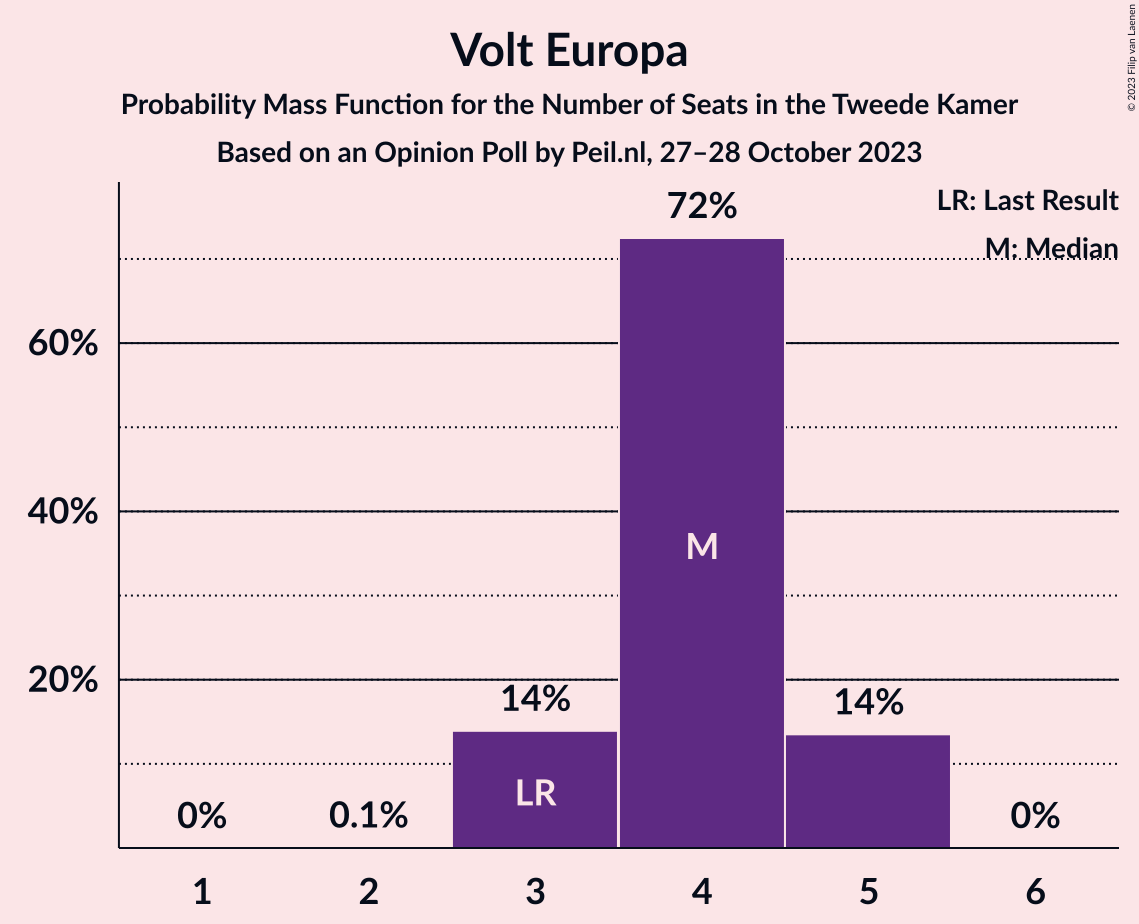 Volt Europa
Probability Mass Function for the Number of Seats in the Tweede Kamer
Based on an Opinion Poll by Peil.nl, 27–28 October 2023
© 2023 Filip van Laenen
LR: Last Result
M: Median
72%
60%
40%
M
20%
14%
14%
LR
0%
0.1%
0%
1
2
3
4
5
6